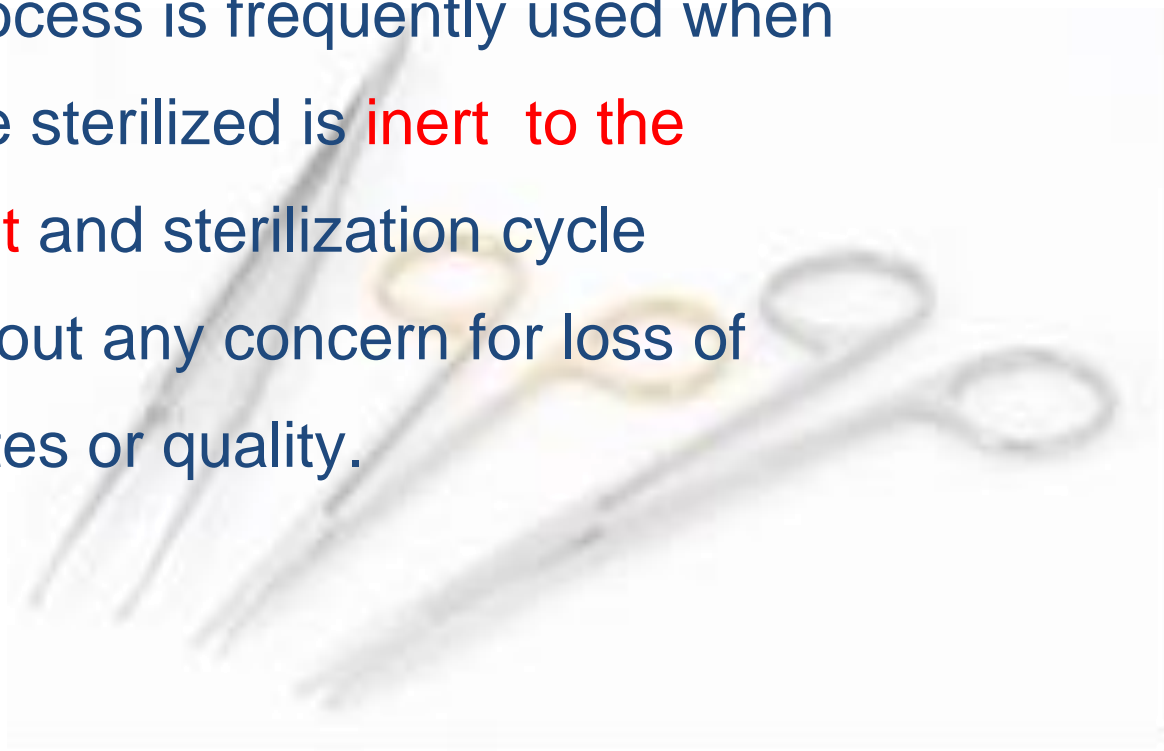 ocess is frequently used when
e sterilized is inert  to the
t and sterilization cycle
out any concern for loss of
tes or quality.